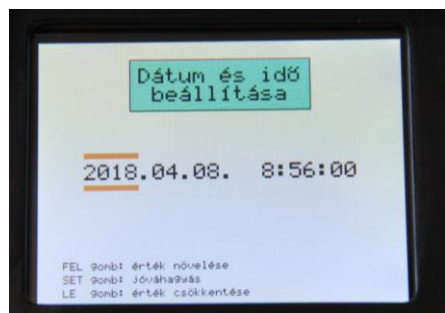 Dátum és idő
beállítása
2018.04.08. 8:56:00
FEL gomb: érték növelése
SET gomb: jóváhagyás
LE gomb: érték csökkentése